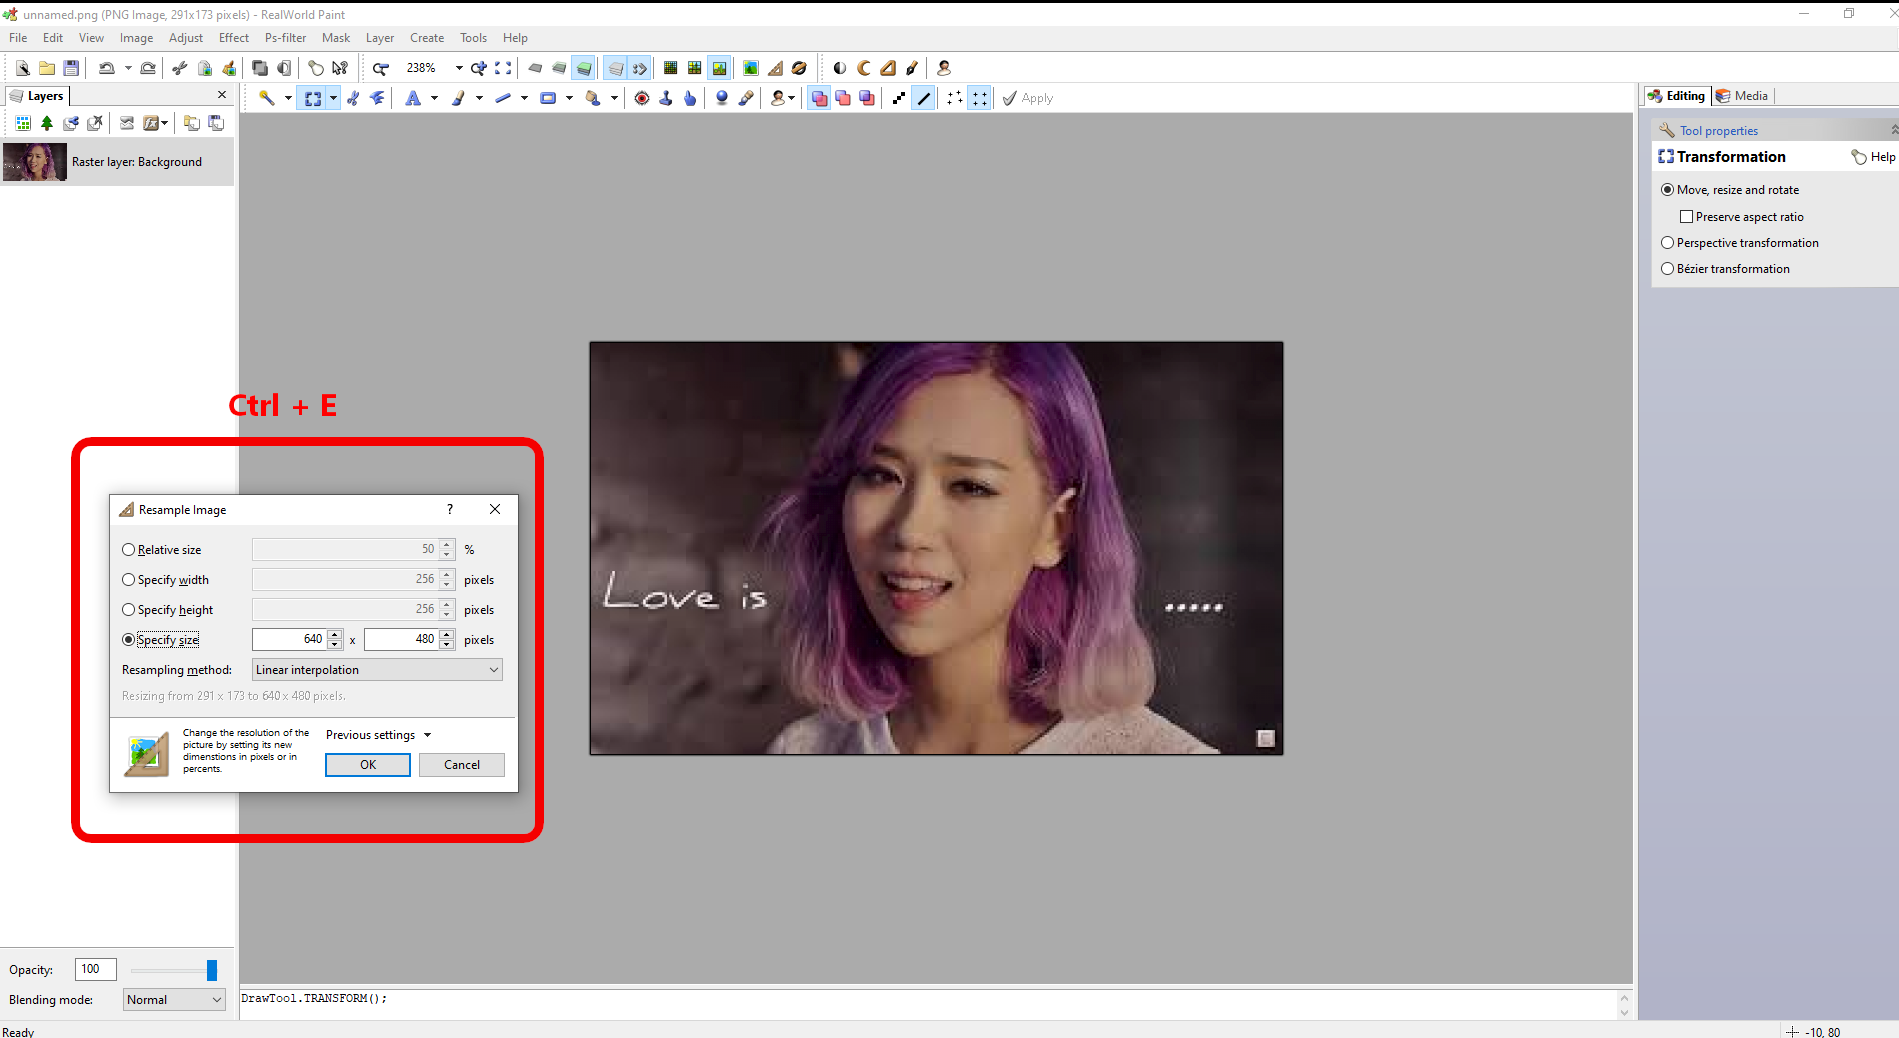 unnamed.png (PNG Image, 291x173 pixels) - RealWorld Paint
File Edit View Image Adjust Effect Ps-filter Mask Layer Create Tools Help
238%
Layers
Apply
Editing Media
Tool properties
Raster layer: Background
Transformation Help
Move, resize and rotate
Preserve aspect ratio
Perspective transformation
Bézier transformation
Ctrl + E
Resample Image ?
Relative size 50 %
Specify width 256 pixels
Specify height 256 pixels
Specify size 640 x 480 pixels
Resampling method: Linear interpolation
Resizing from 291 x 173 to 640 x 480 pixels.
Change the resolution of the
picture by setting its new
dimenstions in pixels or in
percents.
Previous settings
OK Cancel
Love is .....
Opacity: 100
Blending mode: Normal
DrawTool.TRANSFORM();
Ready
-10, 80